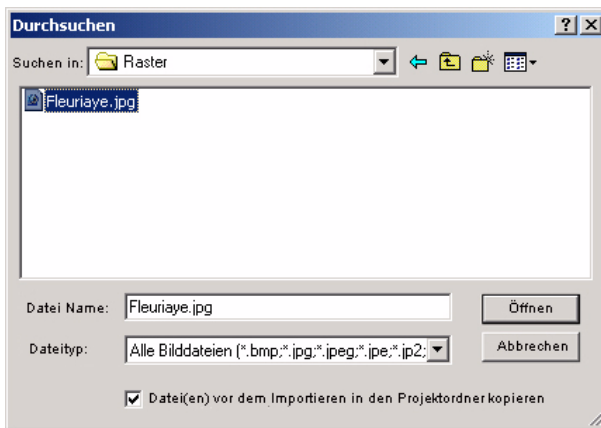 Durchsuchen
Suchen in: Raster
Fleuriaye.jpg
Datei Name: Fleuriaye.jpg Öffnen
Dateityp: Alle Bilddateien (*.bmp;*.jpg;*.jpeg;*.jpe;*.jp2; Abbrechen
Datei(en) vor dem Importieren in den Projektordner kopieren